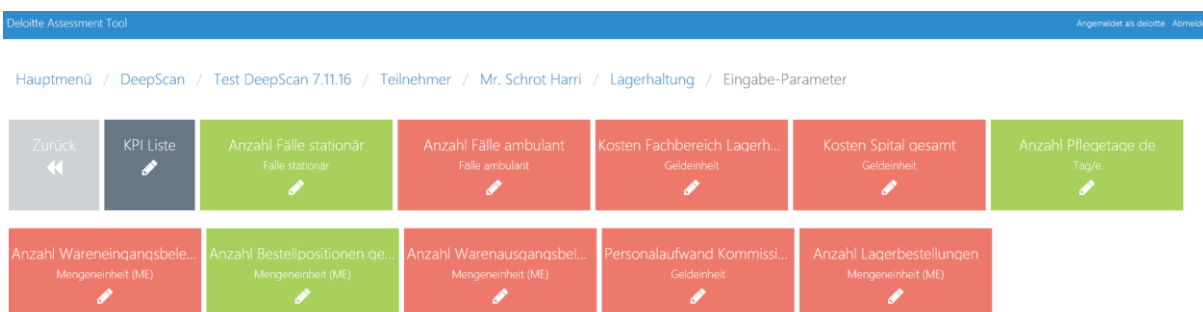 Deloitte Assessment Tool
Angemeldet als deloitte Abmelde
Hauptmenü / DeepScan / Test DeepScan 7.11.16 / Teilnehmer / Mr. Schrot Harri / Lagerhaltung / Eingabe-Parameter
Zurück
KPI Liste
Anzahl Fälle stationär
Fälle stationär
Anzahl Fälle ambulant
Fälle ambulant
Kosten Fachbereich Lagerh...
Geldeinheit
Kosten Spital gesamt
Geldeinheit
Anzahl Pflegetage de
Tag/e
Anzahl Wareneingangsbele...
Mengeneinheit (ME)
Anzahl Bestellpositionen ge...
Mengeneinheit (ME)
Anzahl Warenausgangsbel...
Mengeneinheit (ME)
Personalaufwand Kommissi...
Geldeinheit
Anzahl Lagerbestellungen
Mengeneinheit (ME)